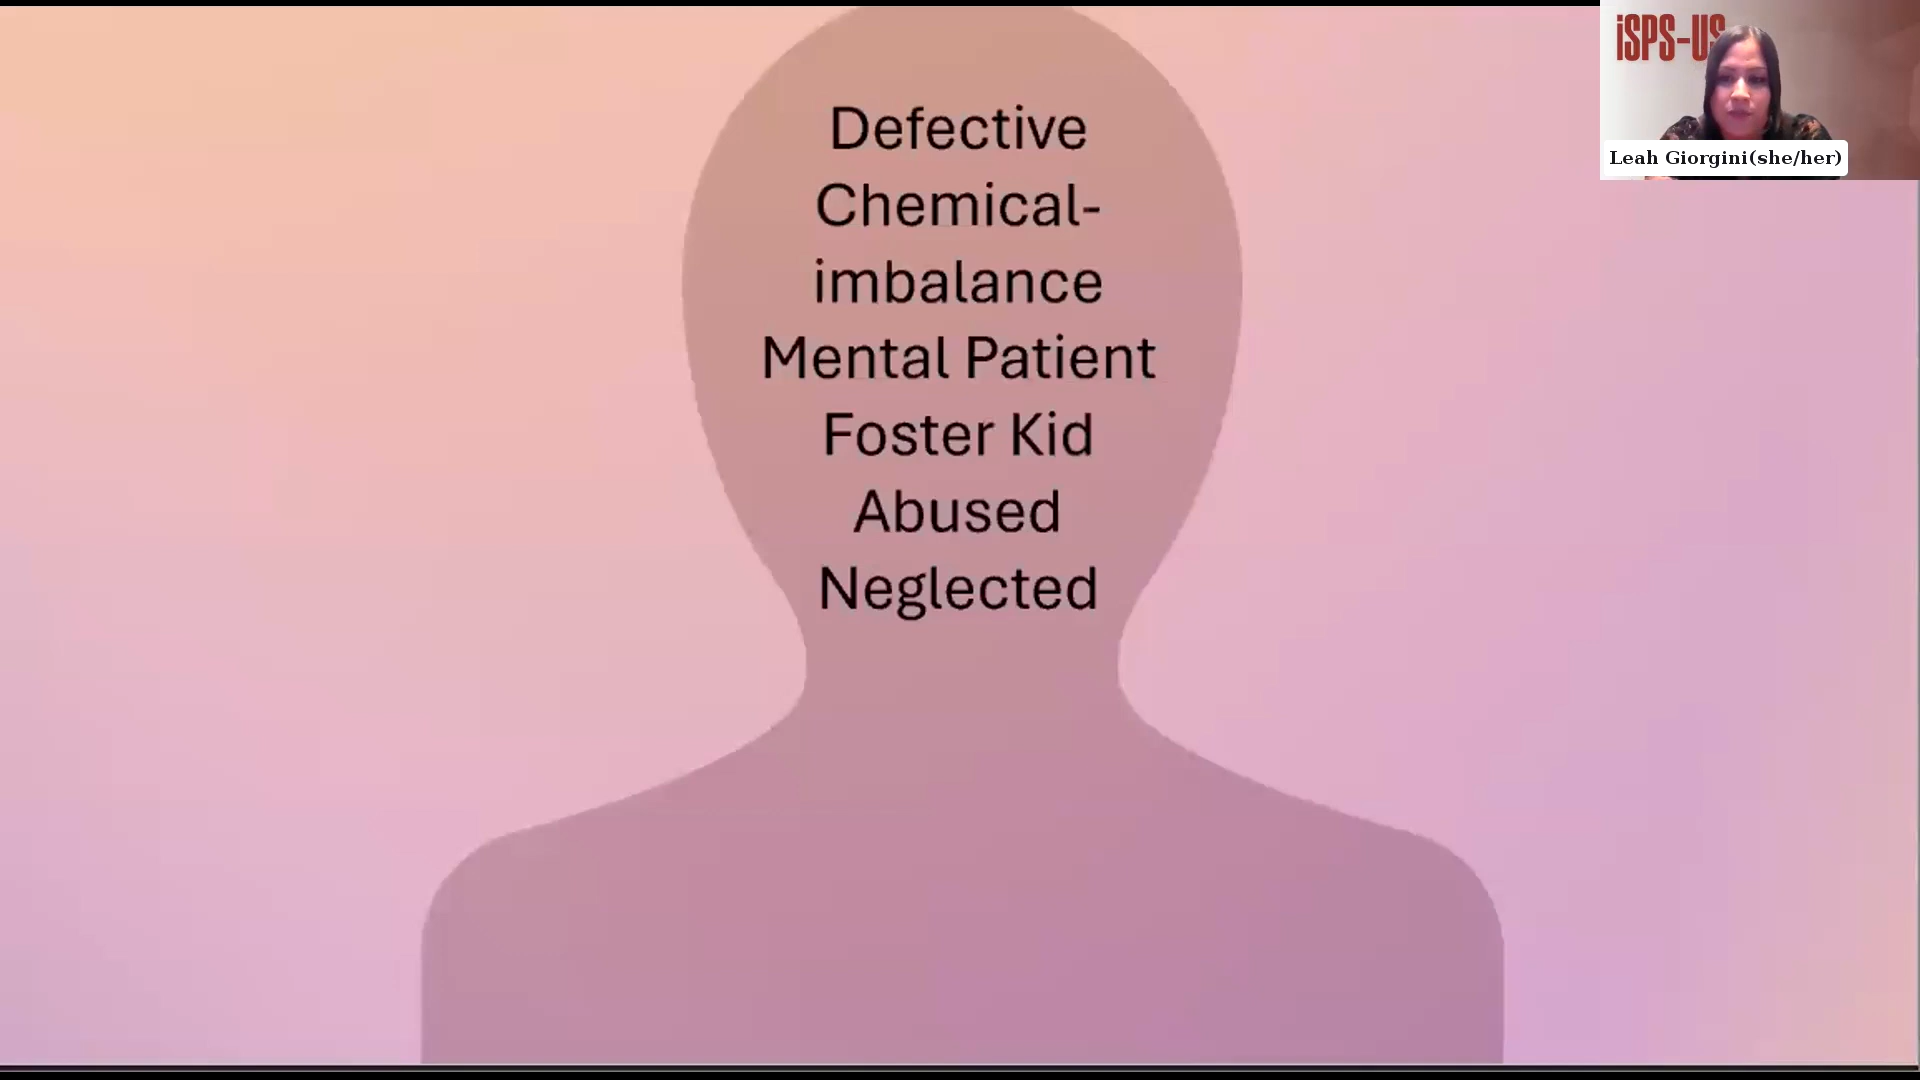 Defective
Chemical-
imbalance
Mental Patient
Foster Kid
Abused
Neglected
iSPS-US
Leah Giorgini(she/her)